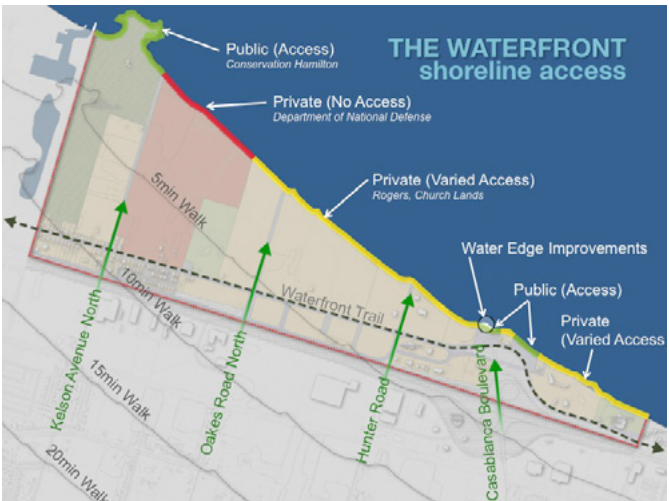 THE WATERFRONT
shoreline access
Public (Access)
Conservation Hamilton
Private (No Access)
Department of National Defense
Private (Varied Access)
Rogers, Church Lands
Water Edge Improvements
Public (Access)
Private
(Varied Access
5min Walk
10min Walk
15min Walk
20min Walk
Waterfront Trail
Kelson Avenue North
Oakes Road North
Hunter Road
Casablanca Boulevard